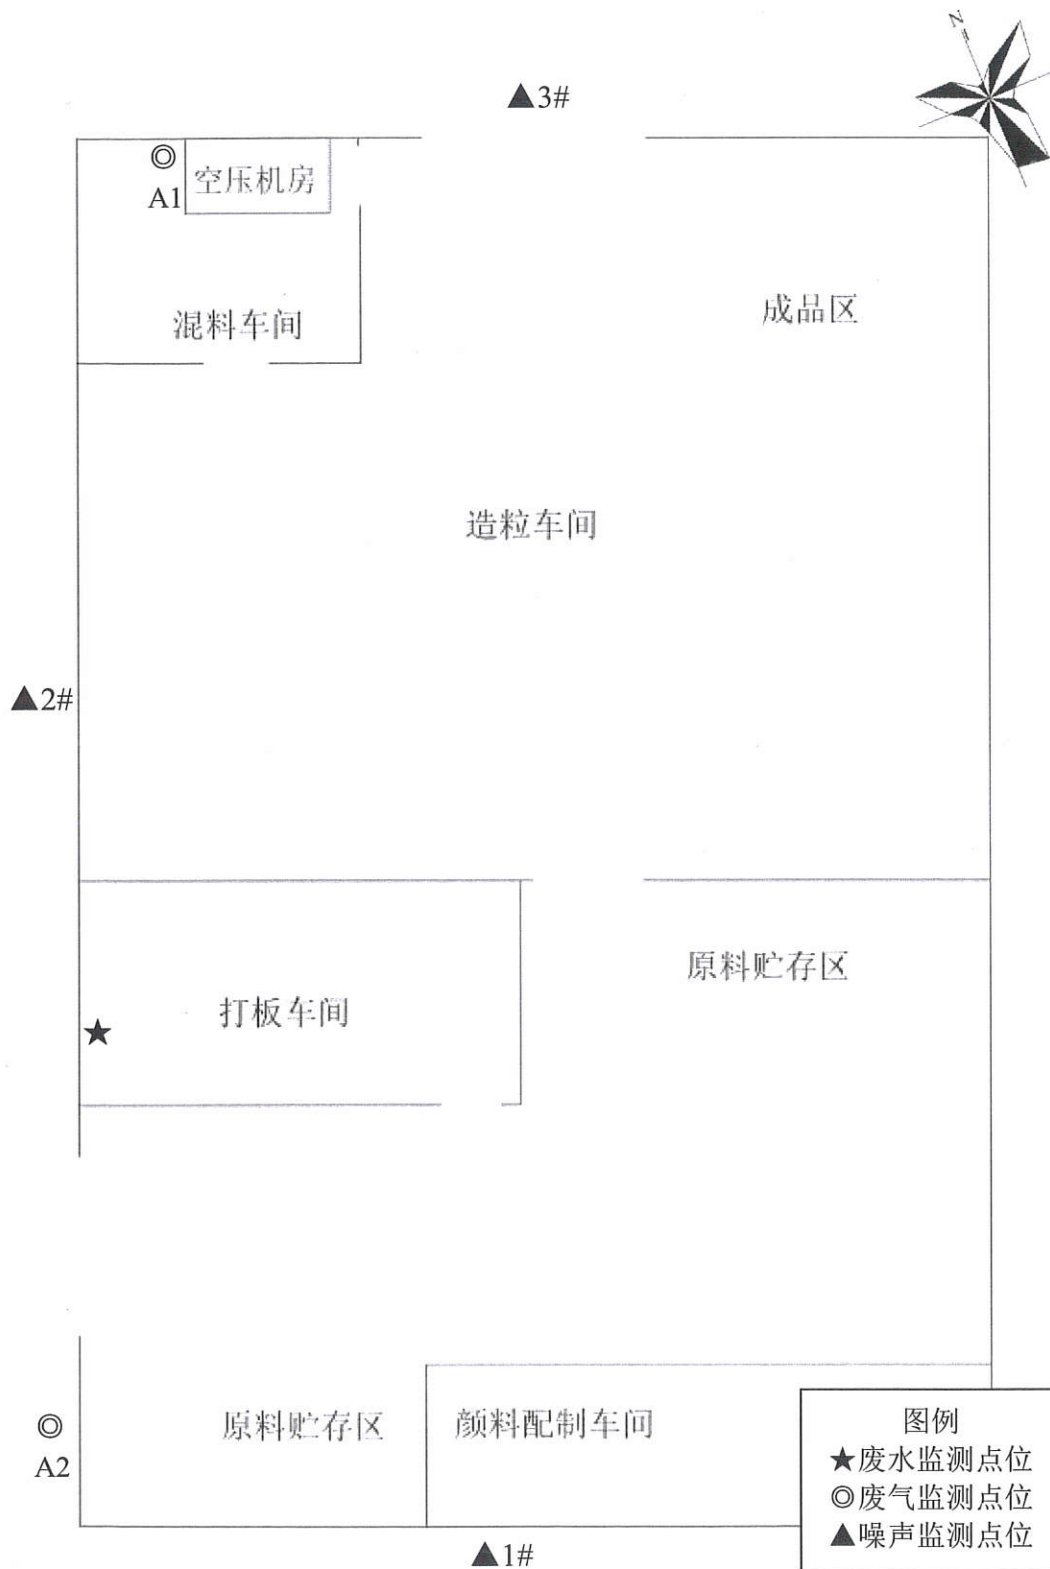 N
▲3#
◎
A1
空压机房
混料车间
成品区
造粒车间
▲2#
原料贮存区
打板车间
★
◎
A2
原料贮存区
颜料配制车间
图例
★废水监测点位
◎废气监测点位
▲噪声监测点位
▲1#